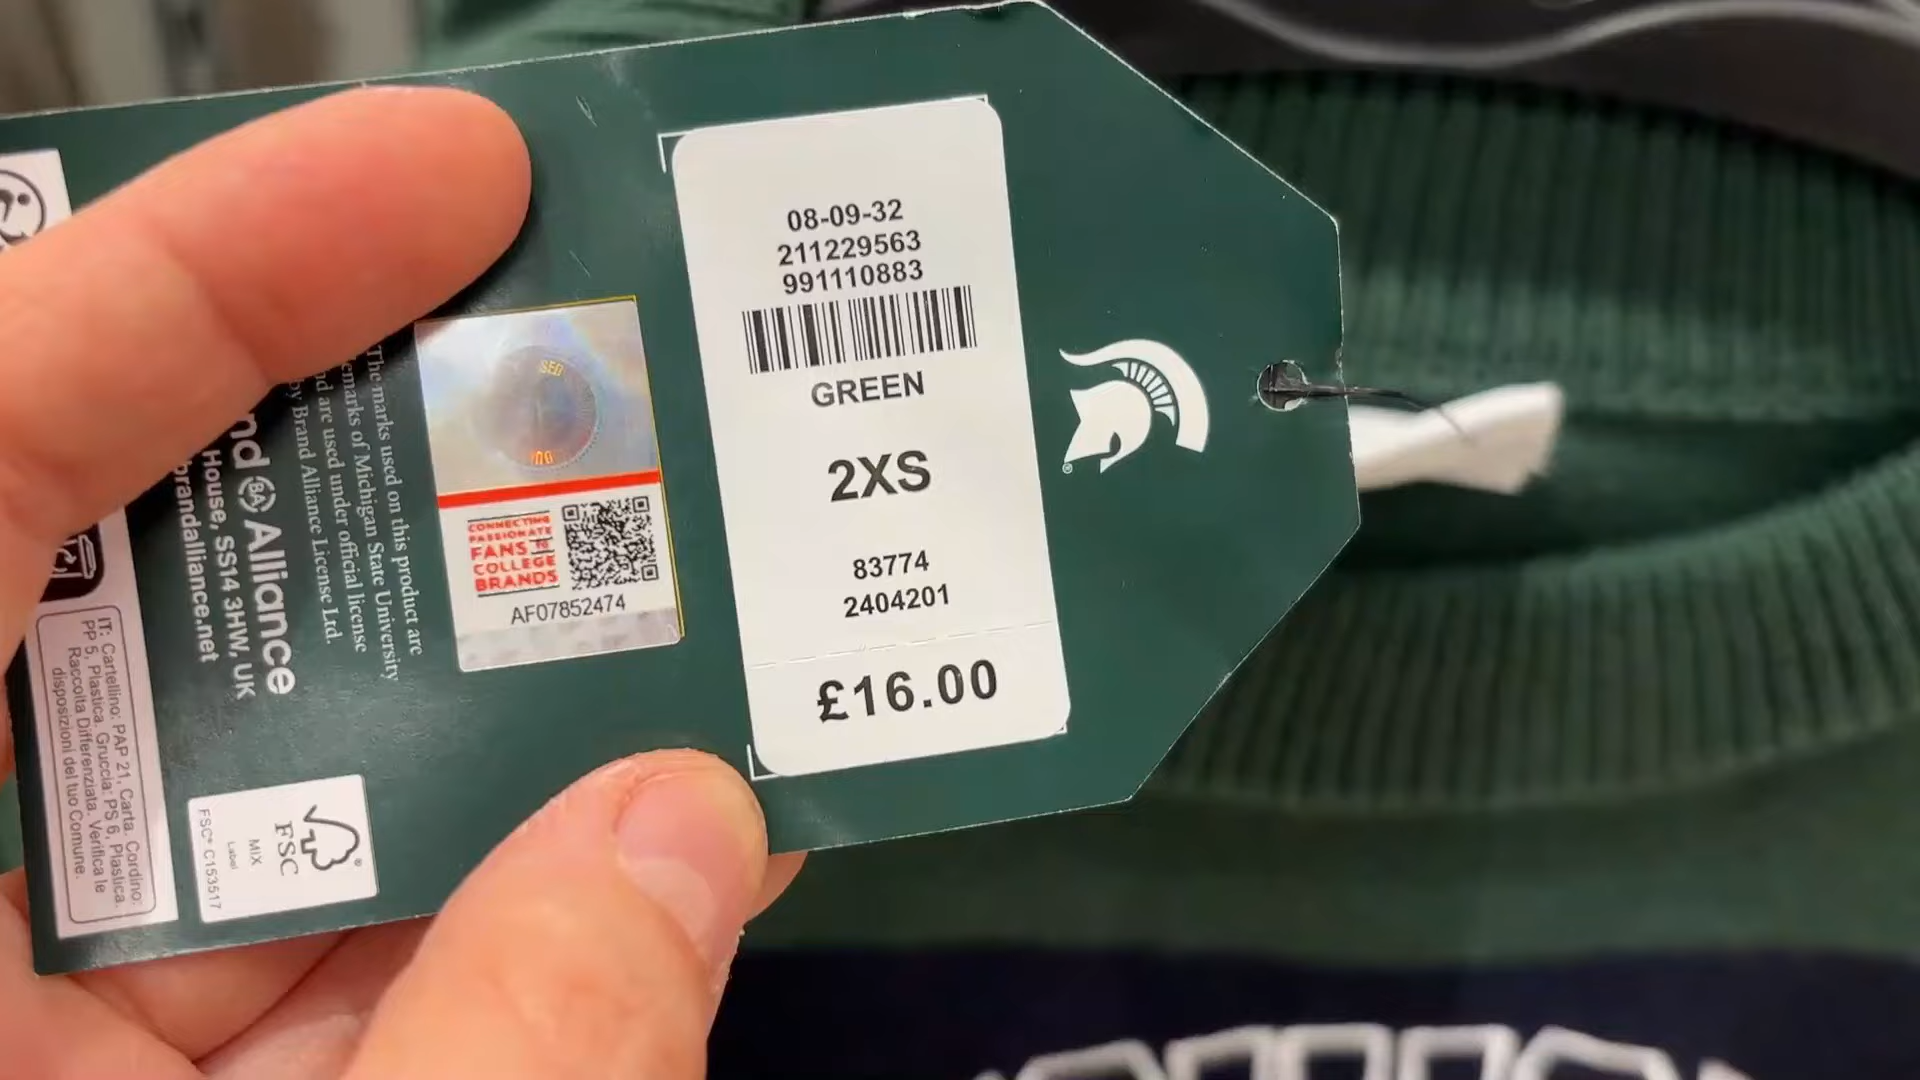 08-09-32
211229563
991110883
GREEN
2XS
83774
2404201
£16.00
CONNECTING
PASSIONATE
FANS TO
COLLEGE
BRANDS
AF07852474
The marks used on this product are
emarks of Michigan State University
nd are used under official license
by Brand Alliance License Ltd.
nd BA Alliance
House, SS14 3HW, UK
brandalliance.net
FSC
MIX
Label
FSC® C153517
IT: Cartellino: PAP 21, Carta. Cordino:
PP 5, Plastica. Gruccia: PS 6, Plastica.
Raccolta Differenziata. Verifica le
disposizioni del tuo Comune.